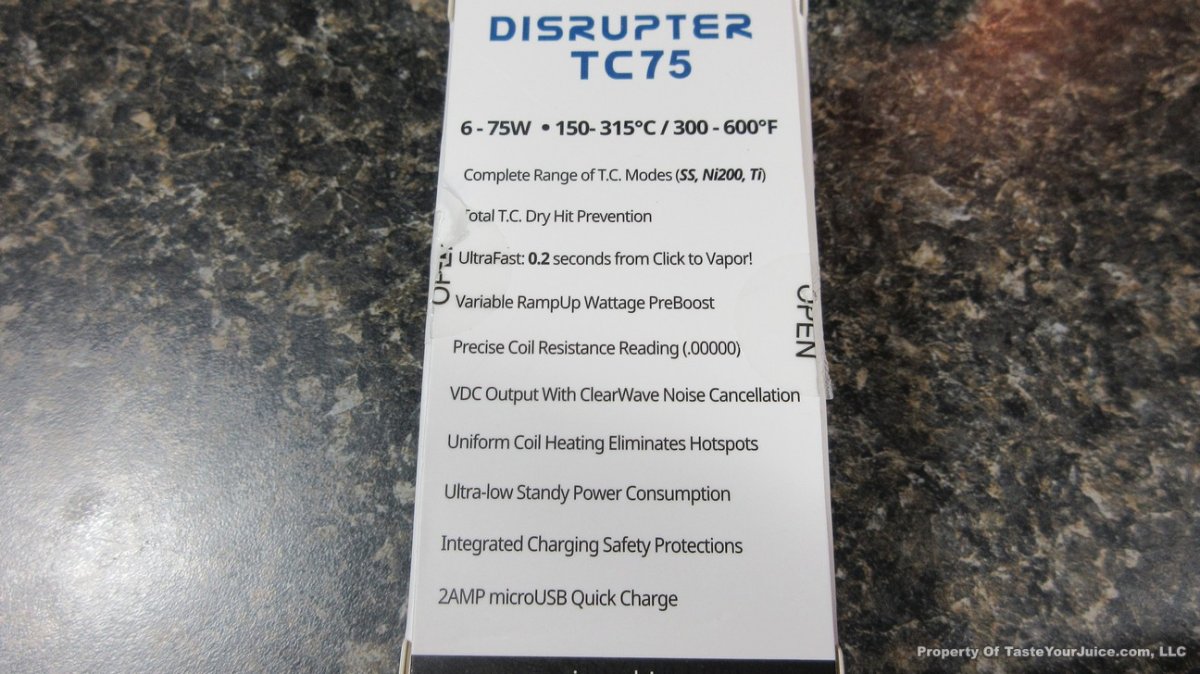 DISRUPTER
TC75
6 - 75W • 150- 315°C / 300 - 600°F
Complete Range of T.C. Modes (SS, Ni200, Ti)
Total T.C. Dry Hit Prevention
UltraFast: 0.2 seconds from Click to Vapor!
OPEN
Variable RampUp Wattage PreBoost
OPEN
Precise Coil Resistance Reading (.00000)
VDC Output With ClearWave Noise Cancellation
Uniform Coil Heating Eliminates Hotspots
Ultra-low Standy Power Consumption
Integrated Charging Safety Protections
2AMP microUSB Quick Charge
Property Of TasteYourJuice.com, LLC